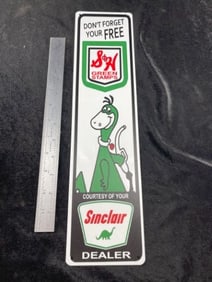 DON'T FORGET
YOUR FREE
S&H
GREEN
STAMPS
COURTESY OF YOUR
Sinclair
DEALER